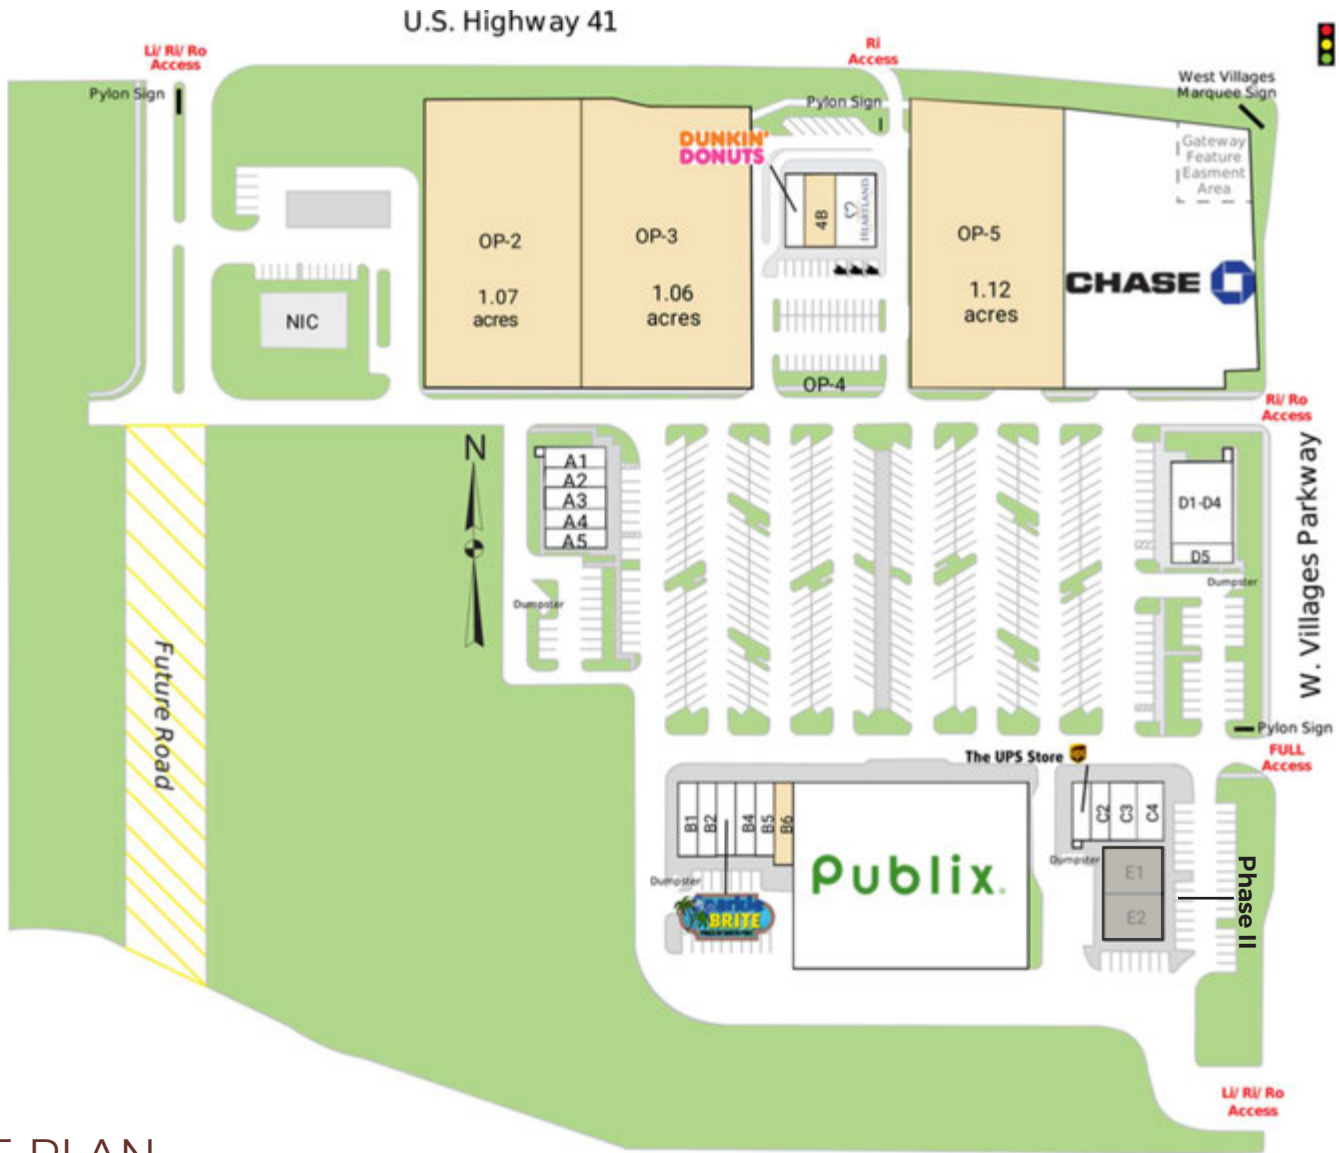 U.S. Highway 41
Li/ Ri/ Ro
Access
Ri
Access
Pylon Sign
Pylon Sign
West Villages
Marquee Sign
DUNKIN'
DONUTS
Gateway
Feature
Easment
Area
4B
HEARTLAND
OP-2
1.07
acres
OP-3
1.06
acres
OP-5
1.12
acres
CHASE
NIC
OP-4
Ri/ Ro
Access
N
A1
A2
A3
A4
A5
Dumpster
D1-D4
D5
Dumpster
W. Villages Parkway
Future Road
Pylon Sign
FULL
Access
The UPS Store
ups
B1
B2
B4
B5
B6
Publix.
C2
C3
C4
Dumpster
E1
E2
Phase II
Dumpster
Sparkle
BRITE
Li/ Ri/ Ro
Access
PLAN